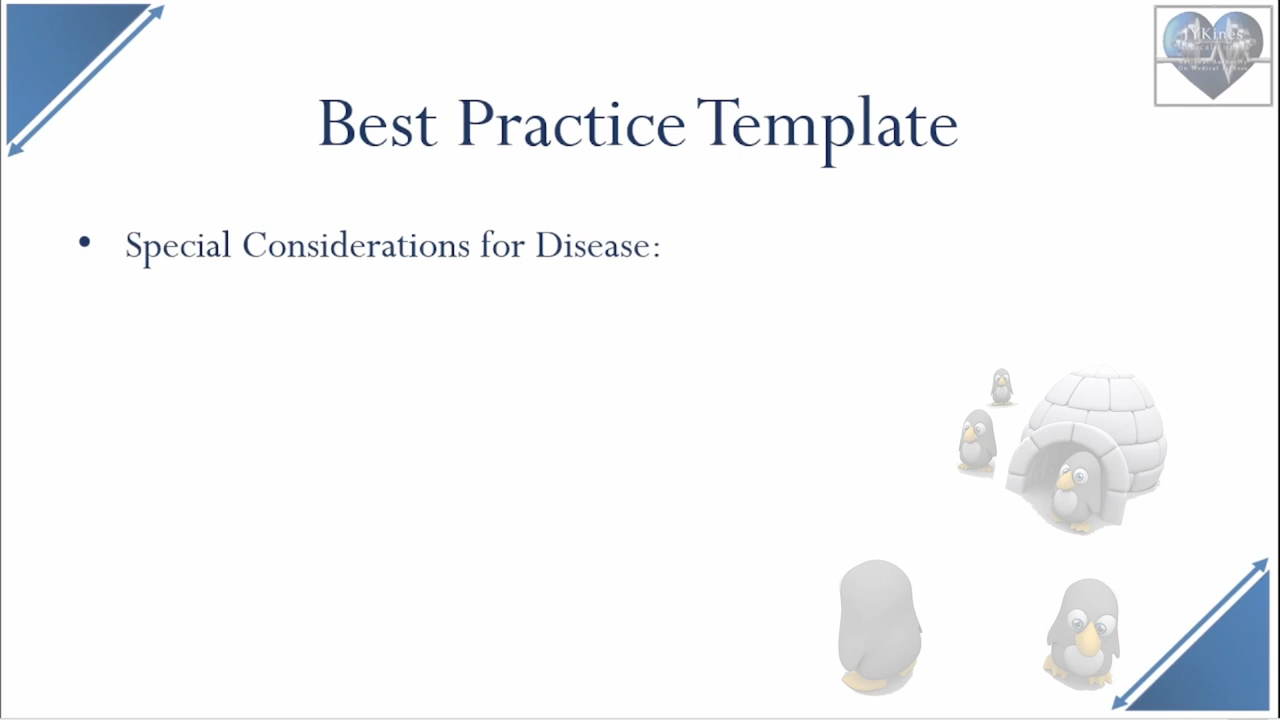 Best Practice Template
• Special Considerations for Disease: